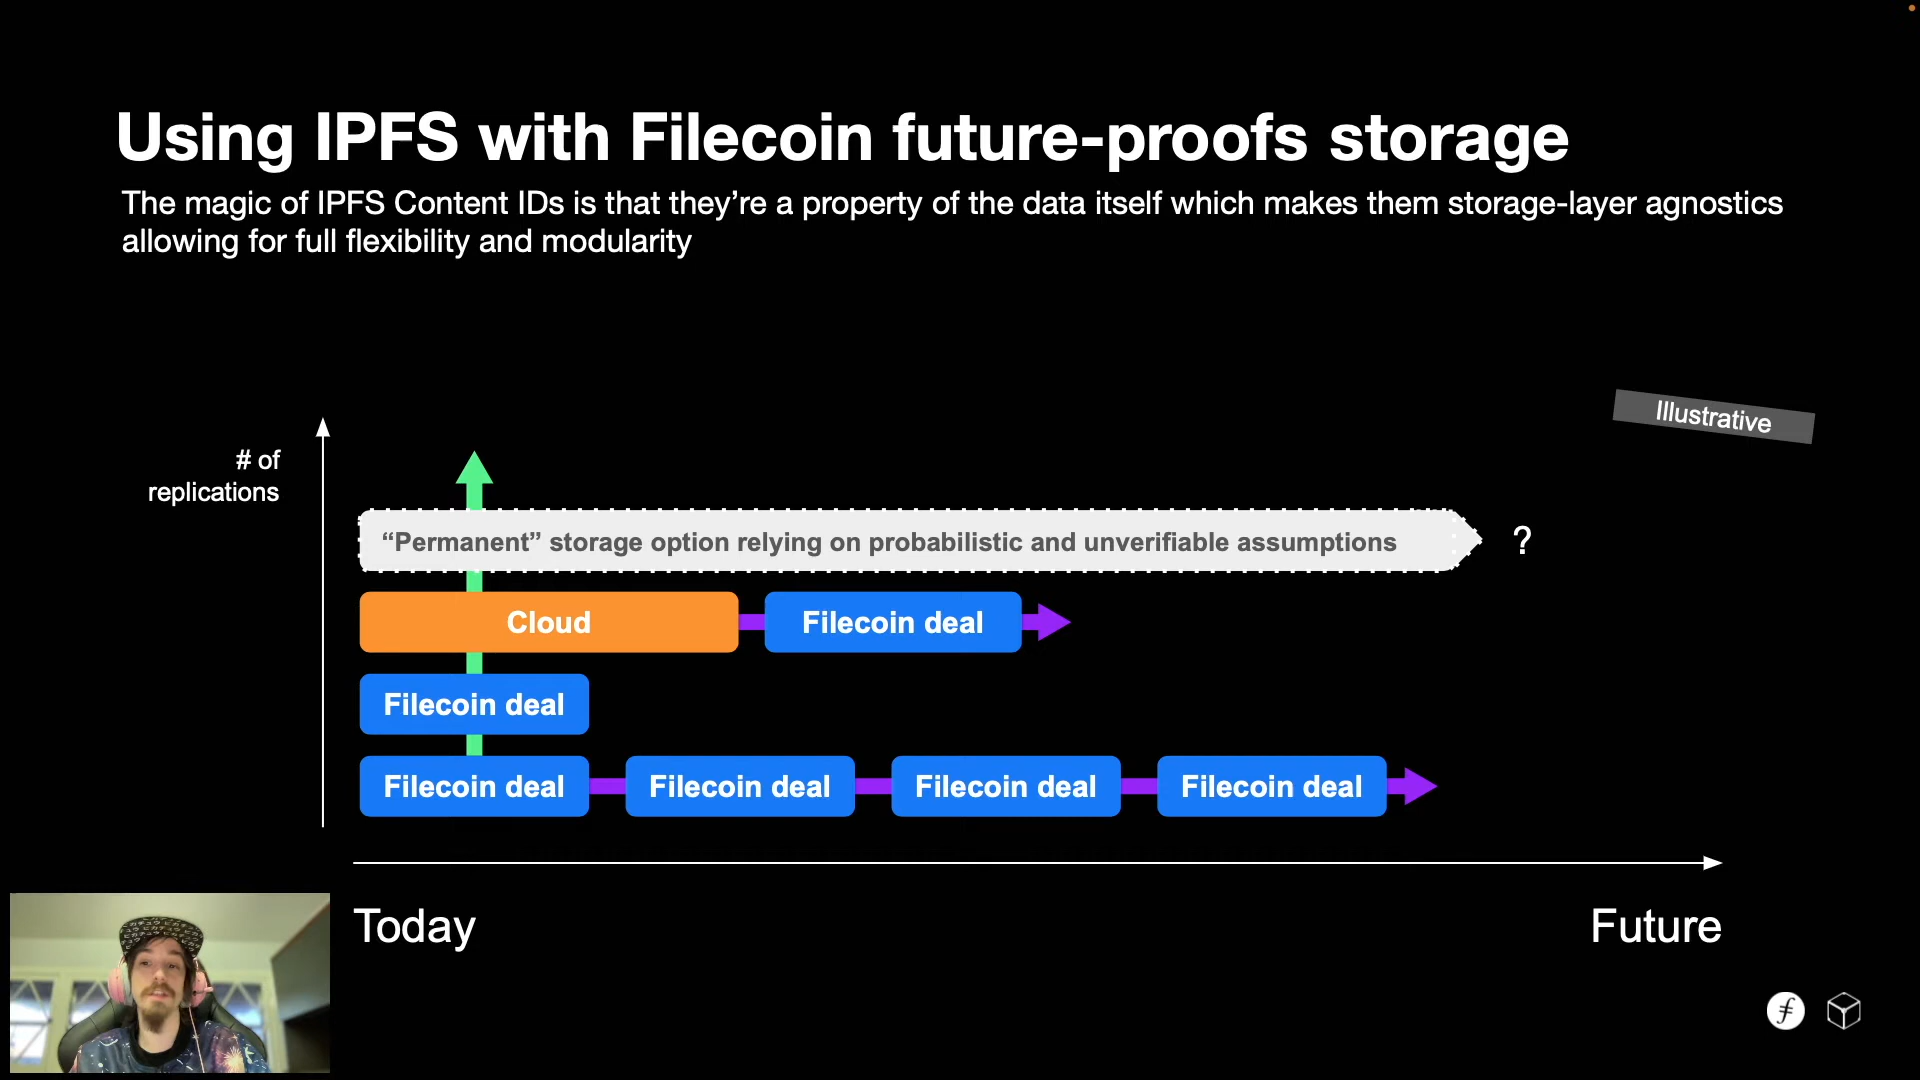 Using IPFS with Filecoin future-proofs storage
The magic of IPFS Content IDs is that they’re a property of the data itself which makes them storage-layer agnostics
allowing for full flexibility and modularity
Illustrative
# of
replications
“Permanent” storage option relying on probabilistic and unverifiable assumptions
?
Cloud
Filecoin deal
Filecoin deal
Filecoin deal
Filecoin deal
Filecoin deal
Filecoin deal
Today
Future